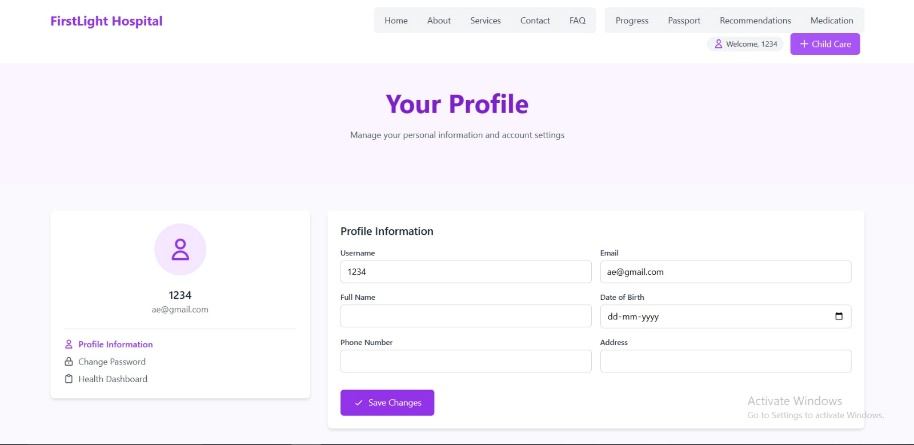 FirstLight Hospital
Home About Services Contact FAQ Progress Passport Recommendations Medication
Welcome, 1234 + Child Care
Your Profile
Manage your personal information and account settings
1234
ae@gmail.com
Profile Information
Change Password
Health Dashboard
Profile Information
Username Email
1234 ae@gmail.com
Full Name Date of Birth
dd-mm-yyyy
Phone Number Address
Save Changes
Activate Windows
Go to Settings to activate Windows.